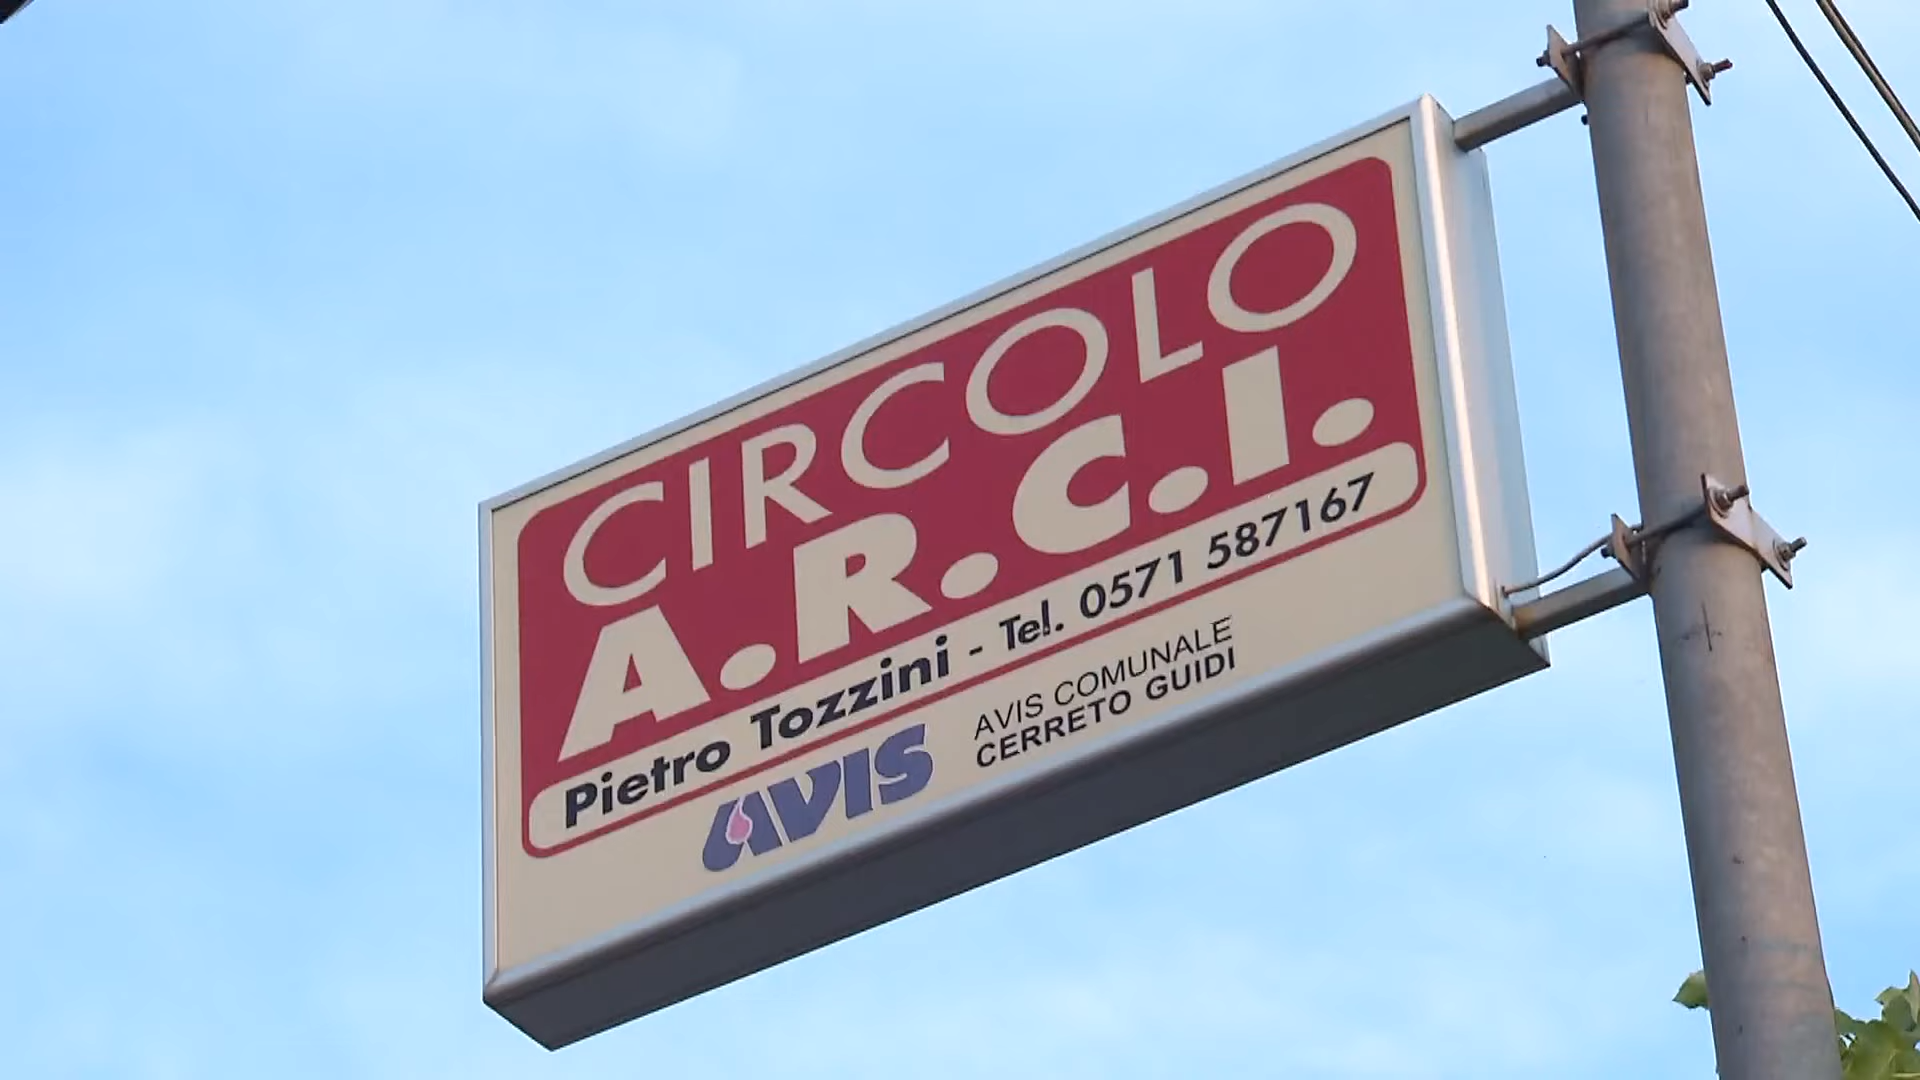 CIRCOLO
A.R.C.I.
Pietro Tozzini - Tel. 0571 587167
AVIS
AVIS COMUNALE
CERRETO GUIDI